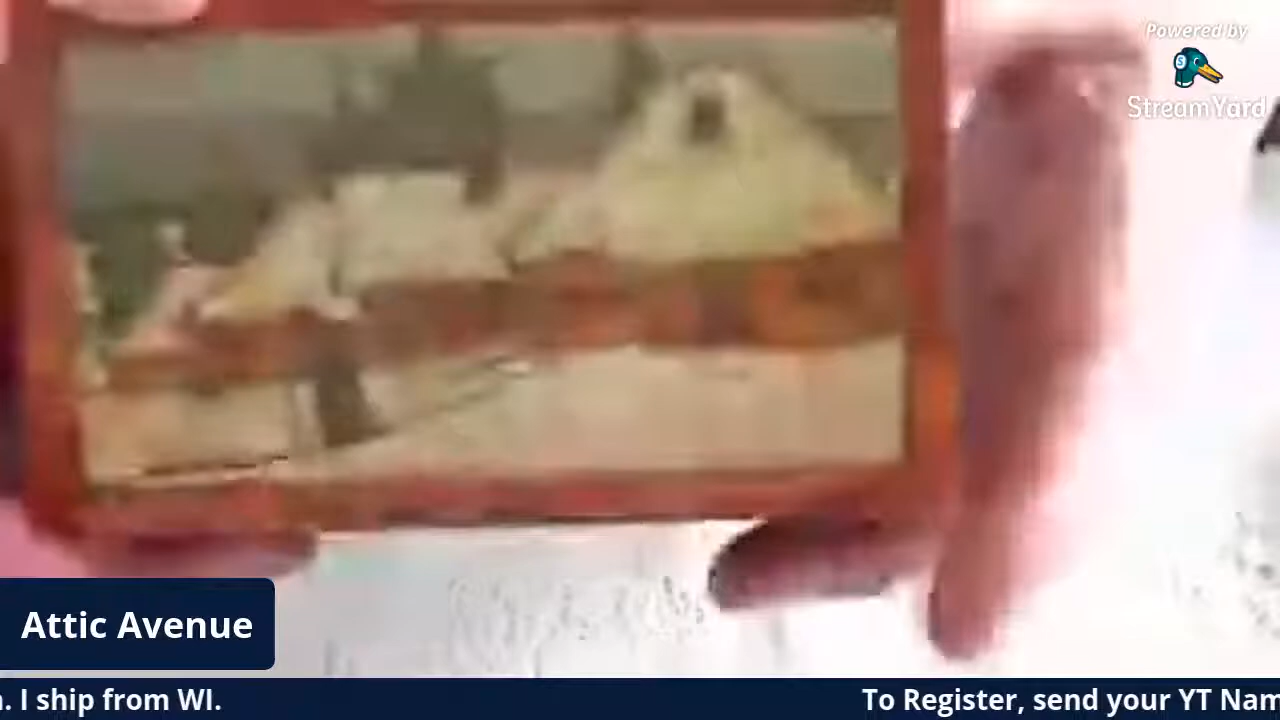 Powered by
StreamYard
Attic Avenue
. I ship from WI.
To Register, send your YT Nam